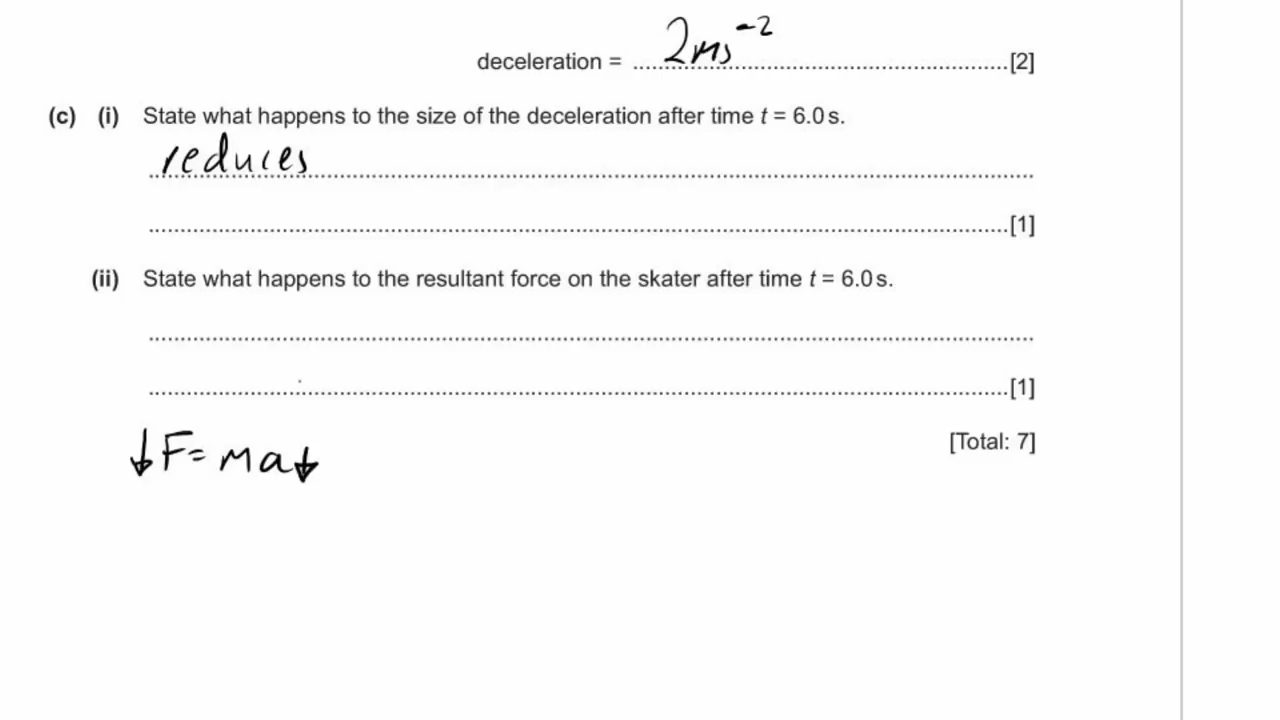 deceleration = 2ms⁻² [2]
(c) (i) State what happens to the size of the deceleration after time t = 6.0 s.
reduces
[1]
(ii) State what happens to the resultant force on the skater after time t = 6.0 s.
[1]
[Total: 7]
↓F = ma↓